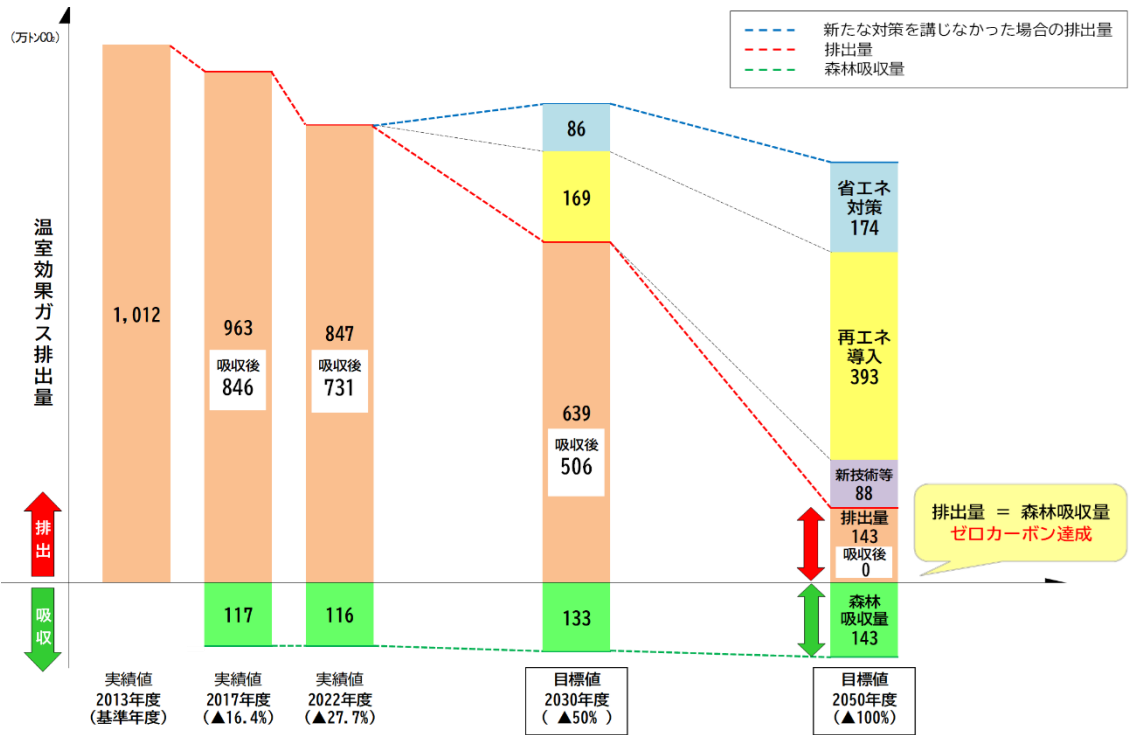 (万トンCO₂)
新たな対策を講じなかった場合の排出量
排出量
森林吸収量
温室効果ガス排出量
排出
吸収
1,012
963
吸収後
846
847
吸収後
731
86
169
639
吸収後
506
省エネ
対策
174
再エネ
導入
393
新技術等
88
排出量
143
吸収後
0
排出量 = 森林吸収量
ゼロカーボン達成
117
116
133
森林
吸収量
143
実績値
2013年度
(基準年度)
実績値
2017年度
(▲16.4%)
実績値
2022年度
(▲27.7%)
目標値
2030年度
( ▲50% )
目標値
2050年度
(▲100%)